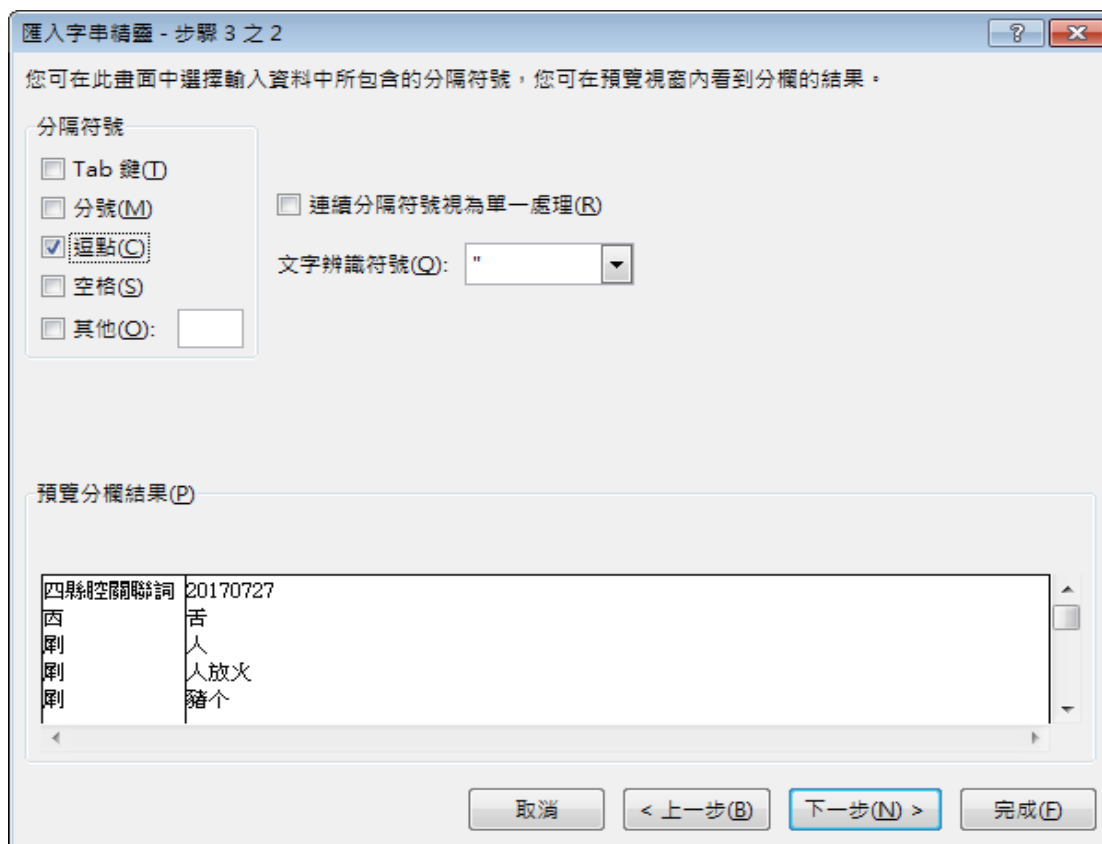 匯入字串精靈 - 步驟 3 之 2
您可在此畫面中選擇輸入資料中所包含的分隔符號，您可在預覽視窗內看到分欄的結果。
分隔符號
Tab 鍵(T)
分號(M)
逗點(C)
空格(S)
其他(O):
連續分隔符號視為單一處理(R)
文字辨識符號(Q): "
預覽分欄結果(P)
四縣腔關聯詞 20170727
㐁 舌
㓾 人
㓾 人放火
㓾 豬个
取消
< 上一步(B)
下一步(N) >
完成(F)